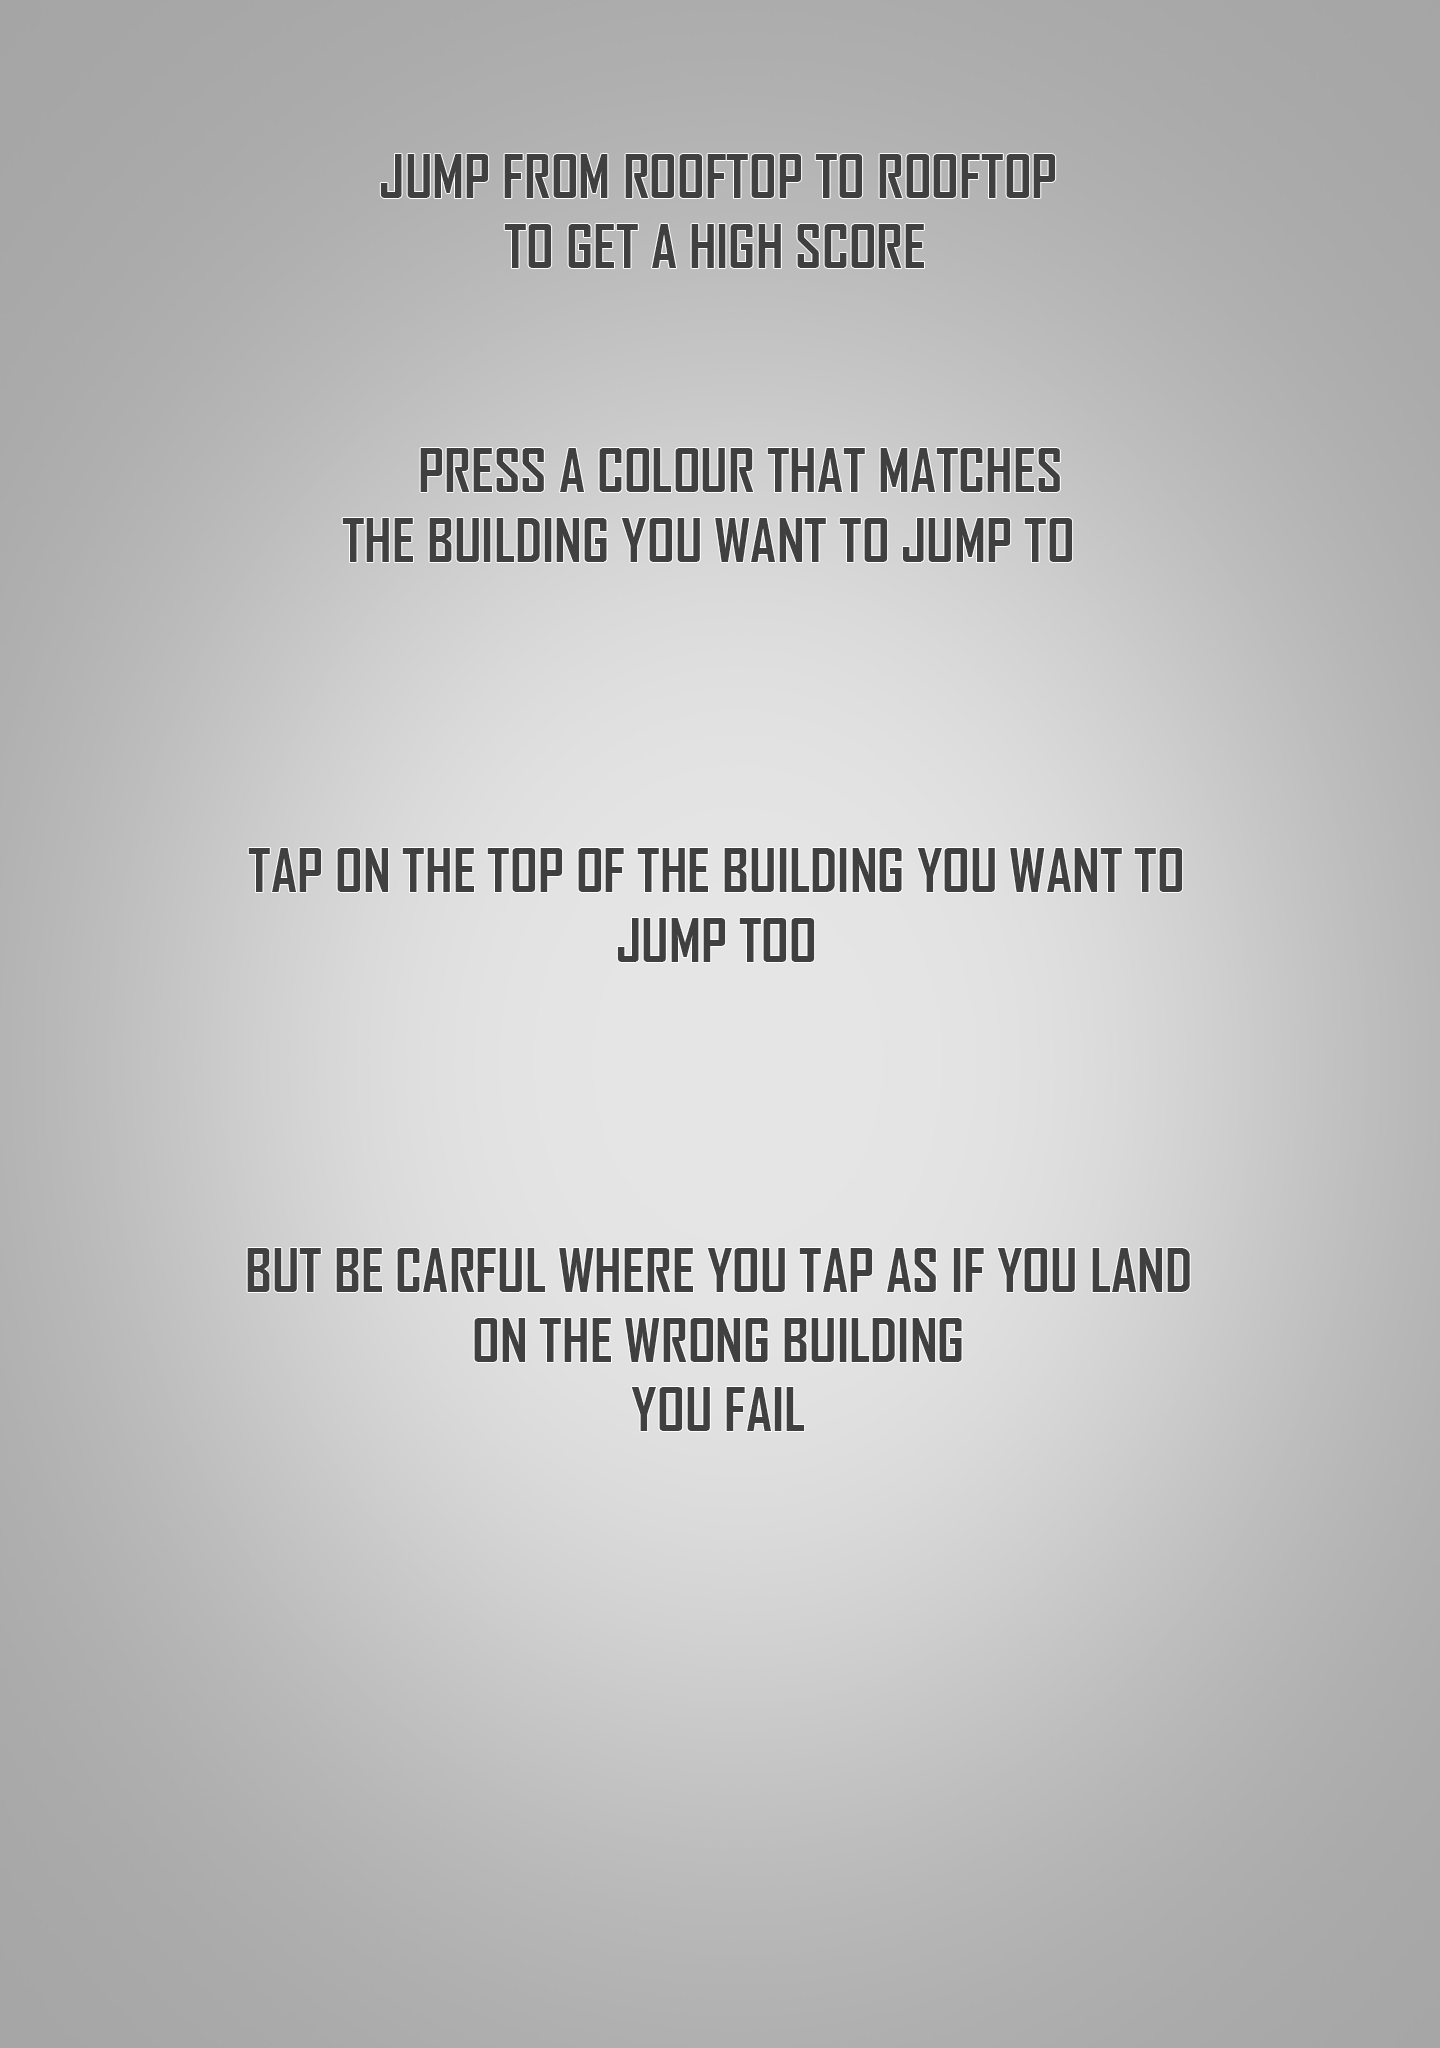 JUMP FROM ROOFTOP TO ROOFTOP
TO GET A HIGH SCORE
PRESS A COLOUR THAT MATCHES
THE BUILDING YOU WANT TO JUMP TO
TAP ON THE TOP OF THE BUILDING YOU WANT TO
JUMP TOO
BUT BE CARFUL WHERE YOU TAP AS IF YOU LAND
ON THE WRONG BUILDING
YOU FAIL